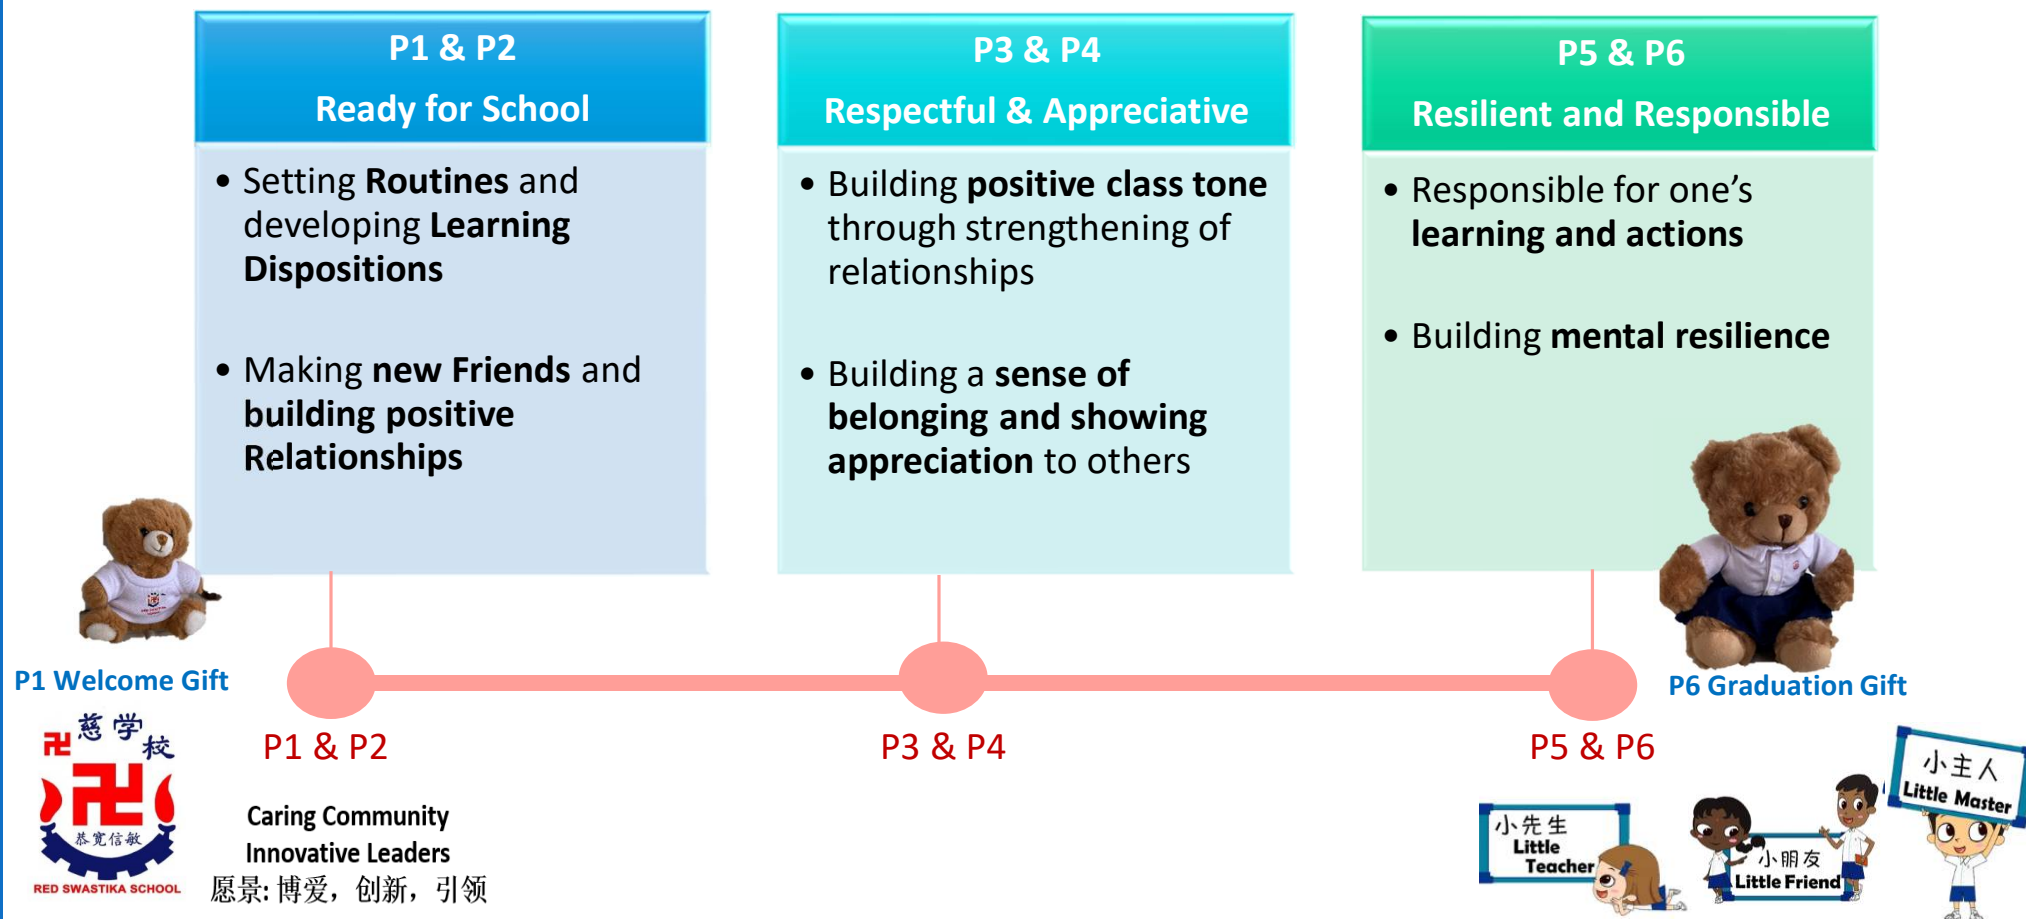 P1 & P2
Ready for School
• Setting Routines and
developing Learning
Dispositions
• Making new Friends and
building positive
Relationships
P3 & P4
Respectful & Appreciative
• Building positive class tone
through strengthening of
relationships
• Building a sense of
belonging and showing
appreciation to others
P5 & P6
Resilient and Responsible
• Responsible for one's
learning and actions
• Building mental resilience
P1 Welcome Gift
P6 Graduation Gift
P1 & P2
P3 & P4
P5 & P6
卍慈学校
恭宽信敏
RED SWASTIKA SCHOOL
Caring Community
Innovative Leaders
愿景: 博爱，创新，引领
小先生
Little
Teacher
小朋友
Little Friend
小主人
Little Master